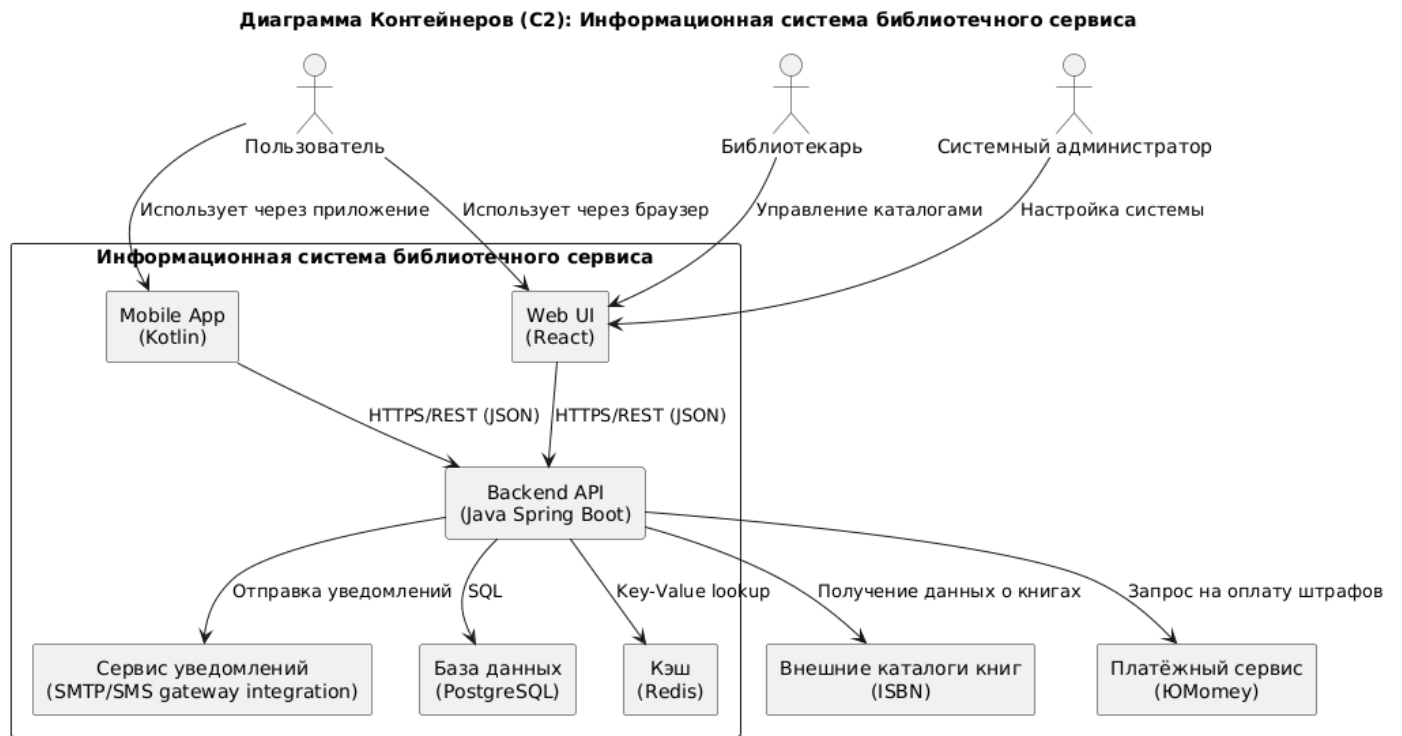 Диаграмма Контейнеров (C2): Информационная система библиотечного сервиса
Пользователь
Библиотекарь
Системный администратор
Использует через приложение
Использует через браузер
Управление каталогами
Настройка системы
Информационная система библиотечного сервиса
Mobile App
(Kotlin)
Web UI
(React)
HTTPS/REST (JSON)
HTTPS/REST (JSON)
Backend API
(Java Spring Boot)
Отправка уведомлений
SQL
Key-Value lookup
Получение данных о книгах
Запрос на оплату штрафов
Сервис уведомлений
(SMTP/SMS gateway integration)
База данных
(PostgreSQL)
Кэш
(Redis)
Внешние каталоги книг
(ISBN)
Платёжный сервис
(ЮMomey)